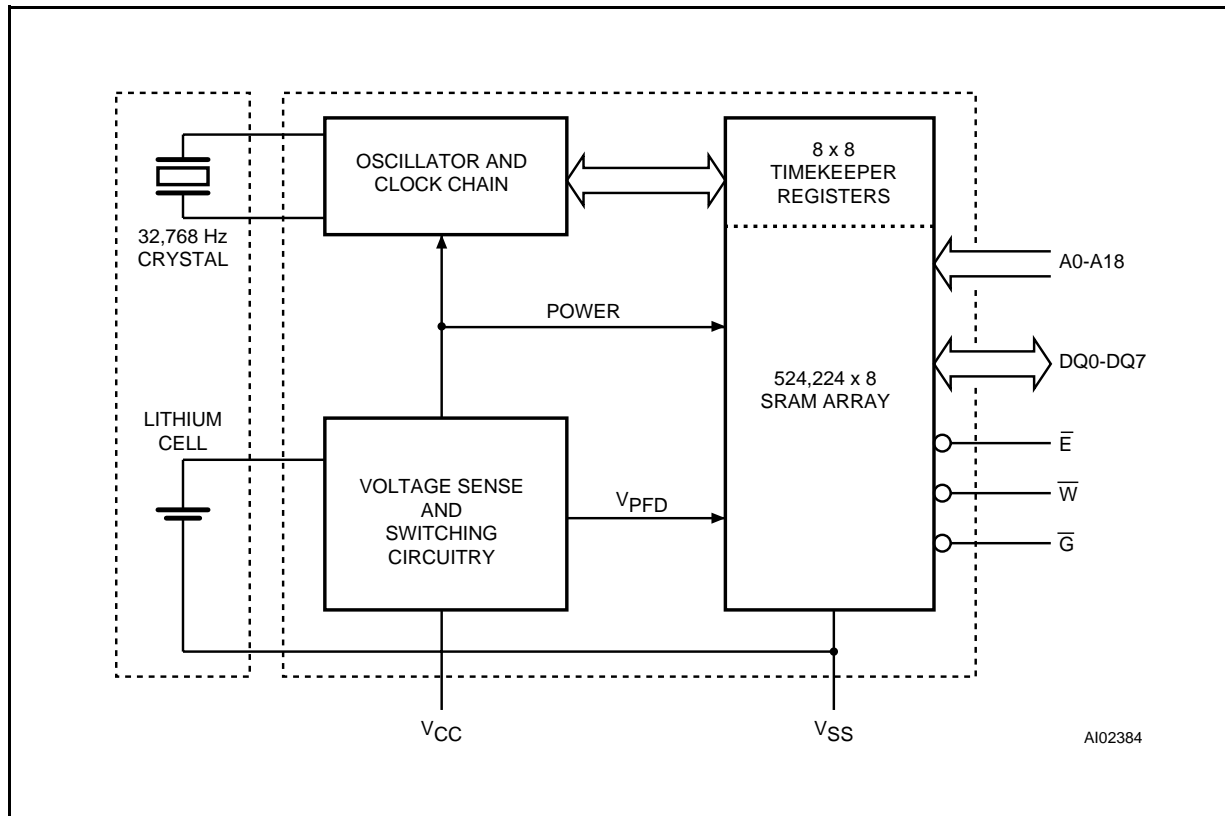 OSCILLATOR AND
CLOCK CHAIN
8 x 8
TIMEKEEPER
REGISTERS
32,768 Hz
CRYSTAL
A0-A18
POWER
DQ0-DQ7
524,224 x 8
SRAM ARRAY
LITHIUM
CELL
E̅
VOLTAGE SENSE
AND
SWITCHING
CIRCUITRY
VPFD
W̅
G̅
VCC
VSS
AI02384